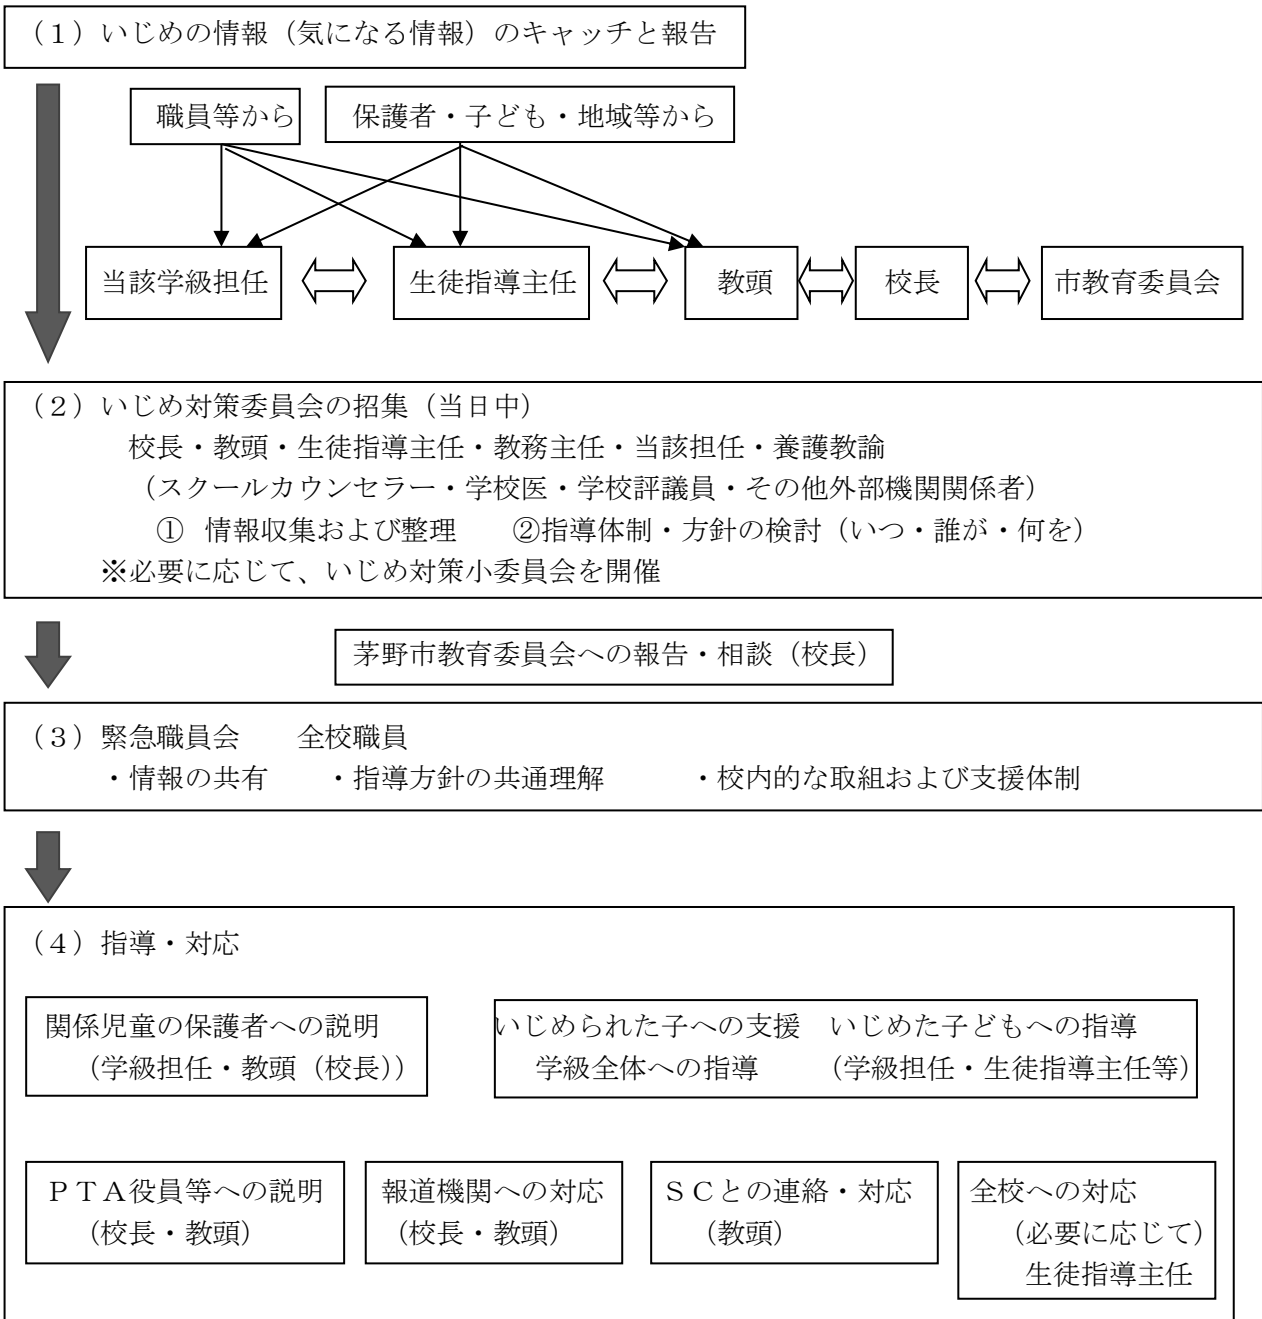 （１）いじめの情報（気になる情報）のキャッチと報告
職員等から
保護者・子ども・地域等から
当該学級担任
生徒指導主任
教頭
校長
市教育委員会
（２）いじめ対策委員会の招集（当日中）
校長・教頭・生徒指導主任・教務主任・当該担任・養護教諭
（スクールカウンセラー・学校医・学校評議員・その他外部機関関係者）
① 情報収集および整理　　②指導体制・方針の検討（いつ・誰が・何を）
※必要に応じて、いじめ対策小委員会を開催
茅野市教育委員会への報告・相談（校長）
（３）緊急職員会　　全校職員
・情報の共有　　・指導方針の共通理解　　　・校内的な取組および支援体制
（４）指導・対応
関係児童の保護者への説明
（学級担任・教頭（校長））
いじめられた子への支援　いじめた子どもへの指導
学級全体への指導　　（学級担任・生徒指導主任等）
ＰＴＡ役員等への説明
（校長・教頭）
報道機関への対応
（校長・教頭）
ＳＣとの連絡・対応
（教頭）
全校への対応
（必要に応じて）
生徒指導主任